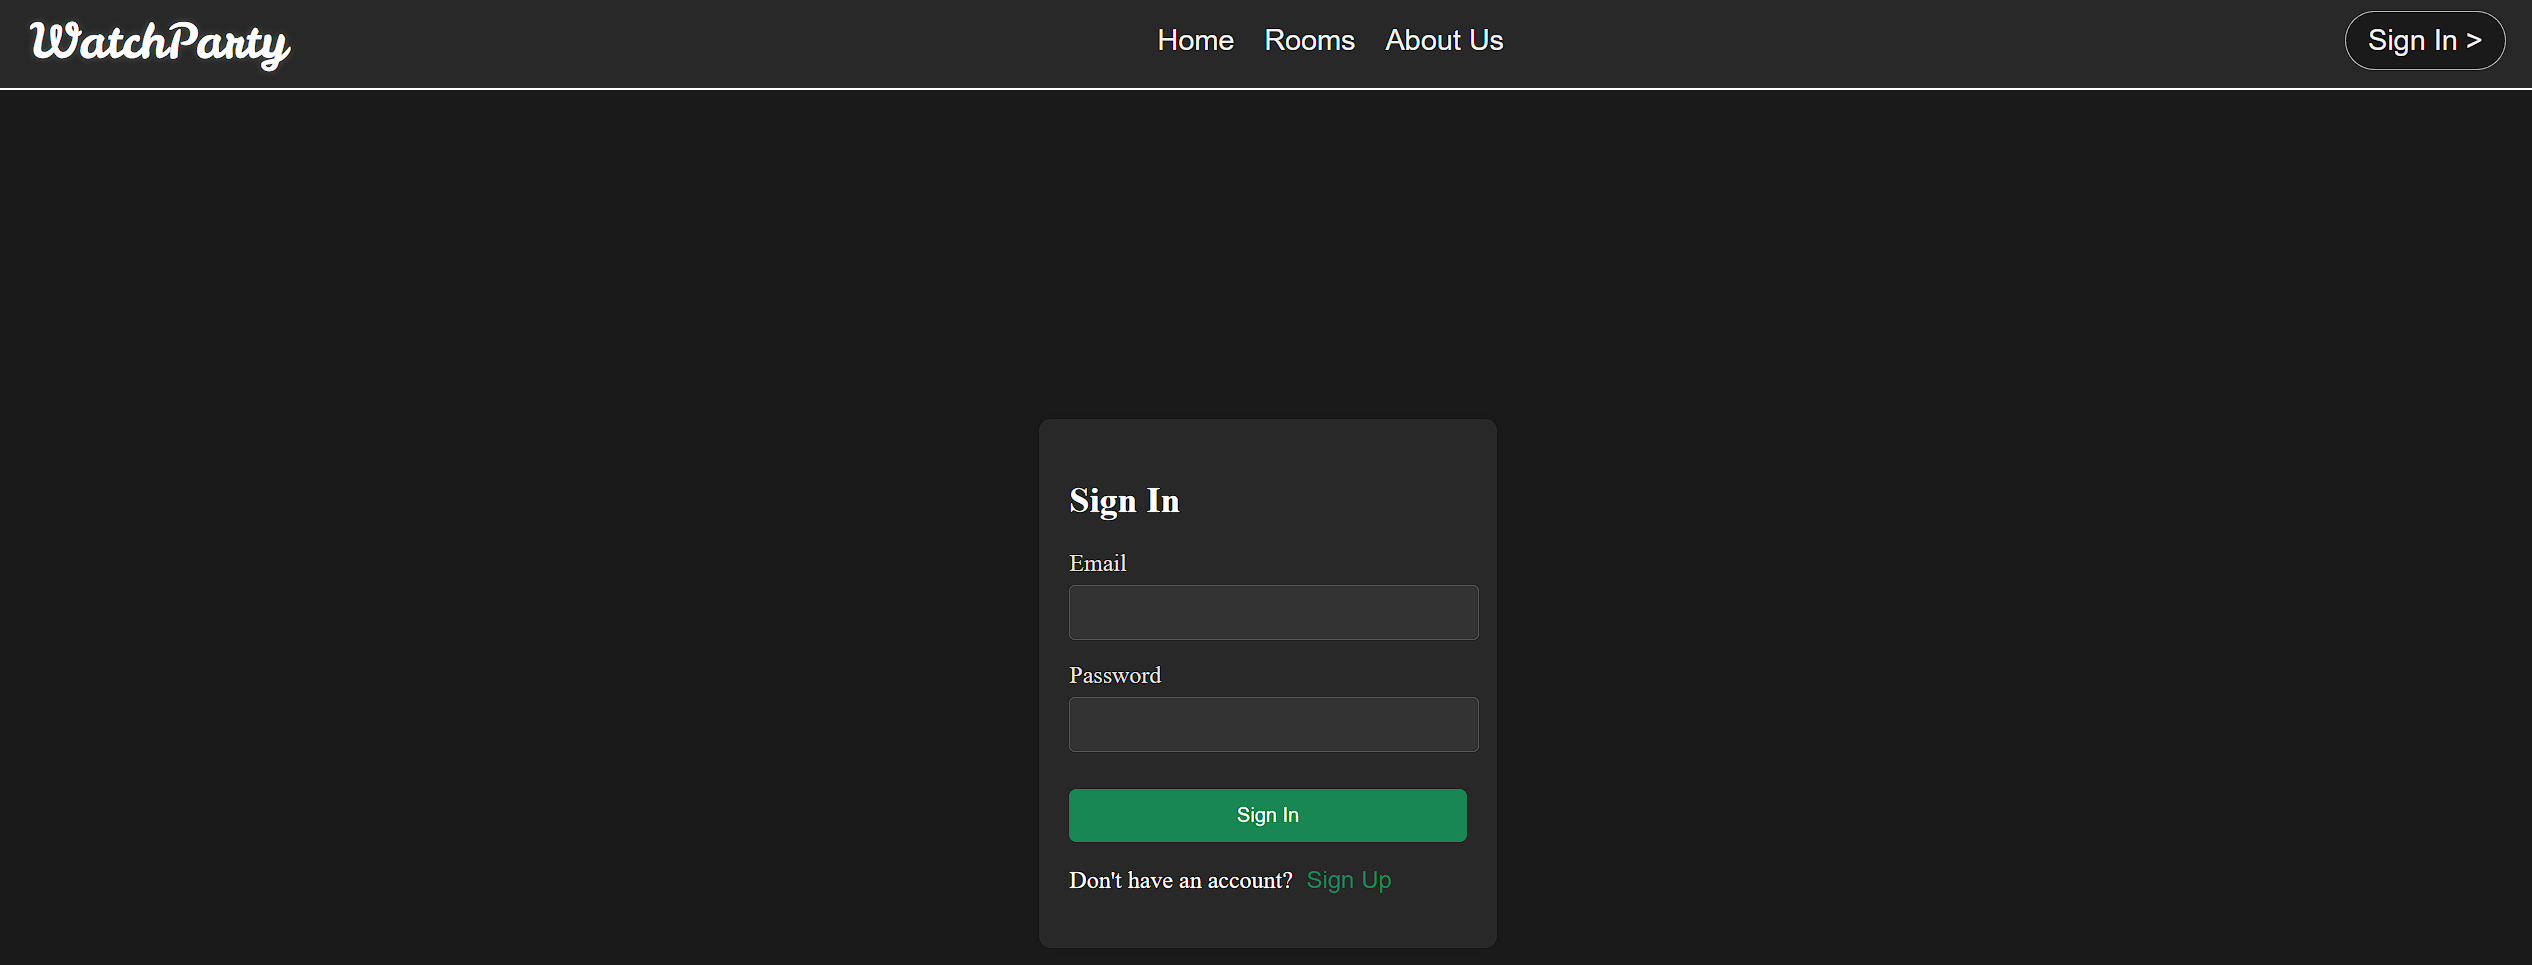 WatchParty Home Rooms About Us Sign In >
Sign In
Email
Password
Sign In
Don't have an account? Sign Up